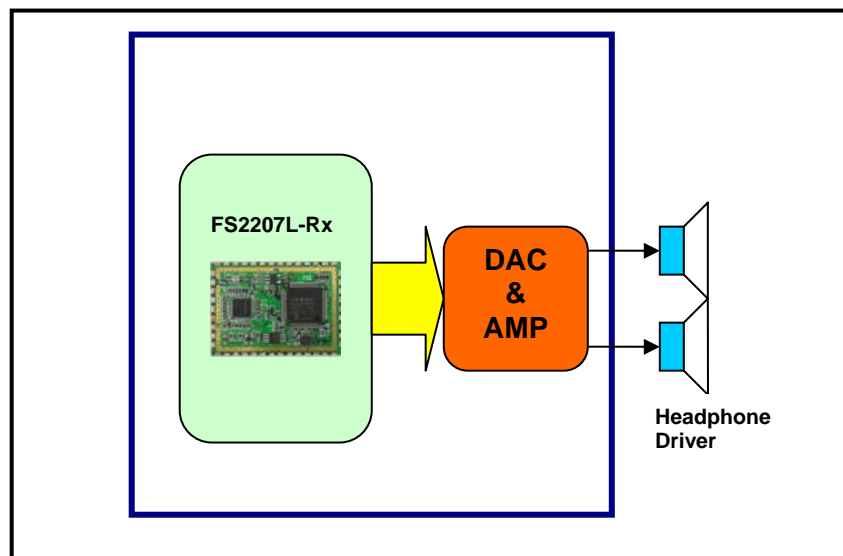 FS2207L-Rx
DAC
&
AMP
Headphone
Driver